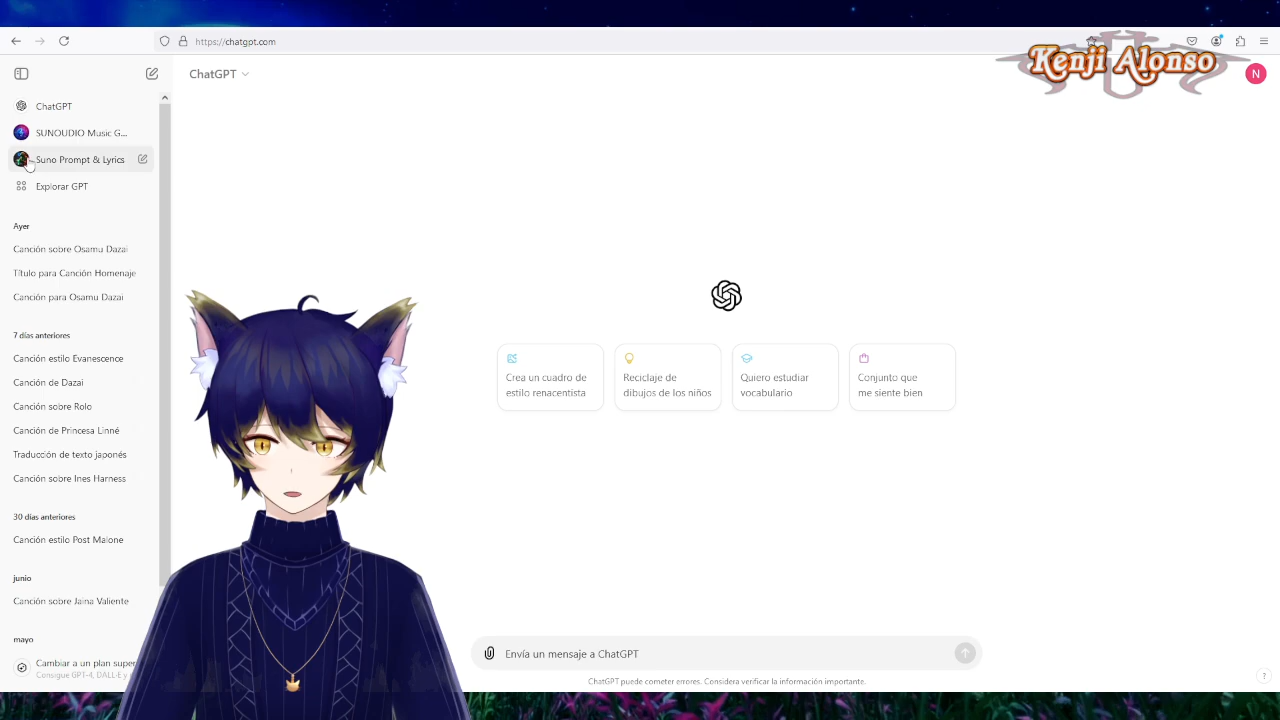 https://chatgpt.com
Kenji Alonso
ChatGPT
N
ChatGPT
SUNOUDIO Music G...
Suno Prompt & Lyrics
Explorar GPT
Ayer
Canción sobre Osamu Dazai
Título para Canción Homenaje
Canción para Osamu Dazai
7 días anteriores
Canción estilo Evanescence
Canción de Dazai
Canción sobre Rolo
Canción de Princesa Linné
Traducción de texto japonés
Canción sobre Ines Harness
30 días anteriores
Canción estilo Post Malone
junio
Canción sobre Jaina Valiente
mayo
Cambiar a un plan super
Consigue GPT-4, DALL·E y
Crea un cuadro de
estilo renacentista
Reciclaje de
dibujos de los niños
Quiero estudiar
vocabulario
Conjunto que
me siente bien
Envía un mensaje a ChatGPT
ChatGPT puede cometer errores. Considera verificar la información importante.
?